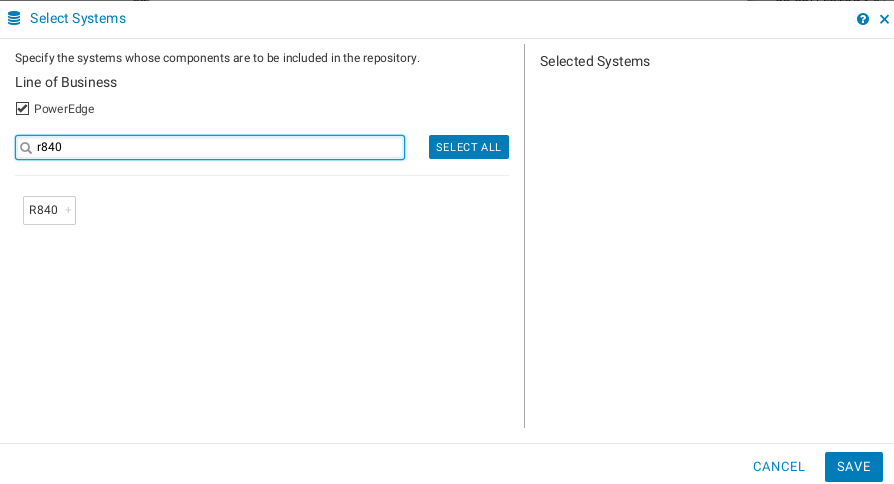 Select Systems
Specify the systems whose components are to be included in the repository.
Line of Business
PowerEdge
r840
SELECT ALL
R840 +
Selected Systems
CANCEL
SAVE